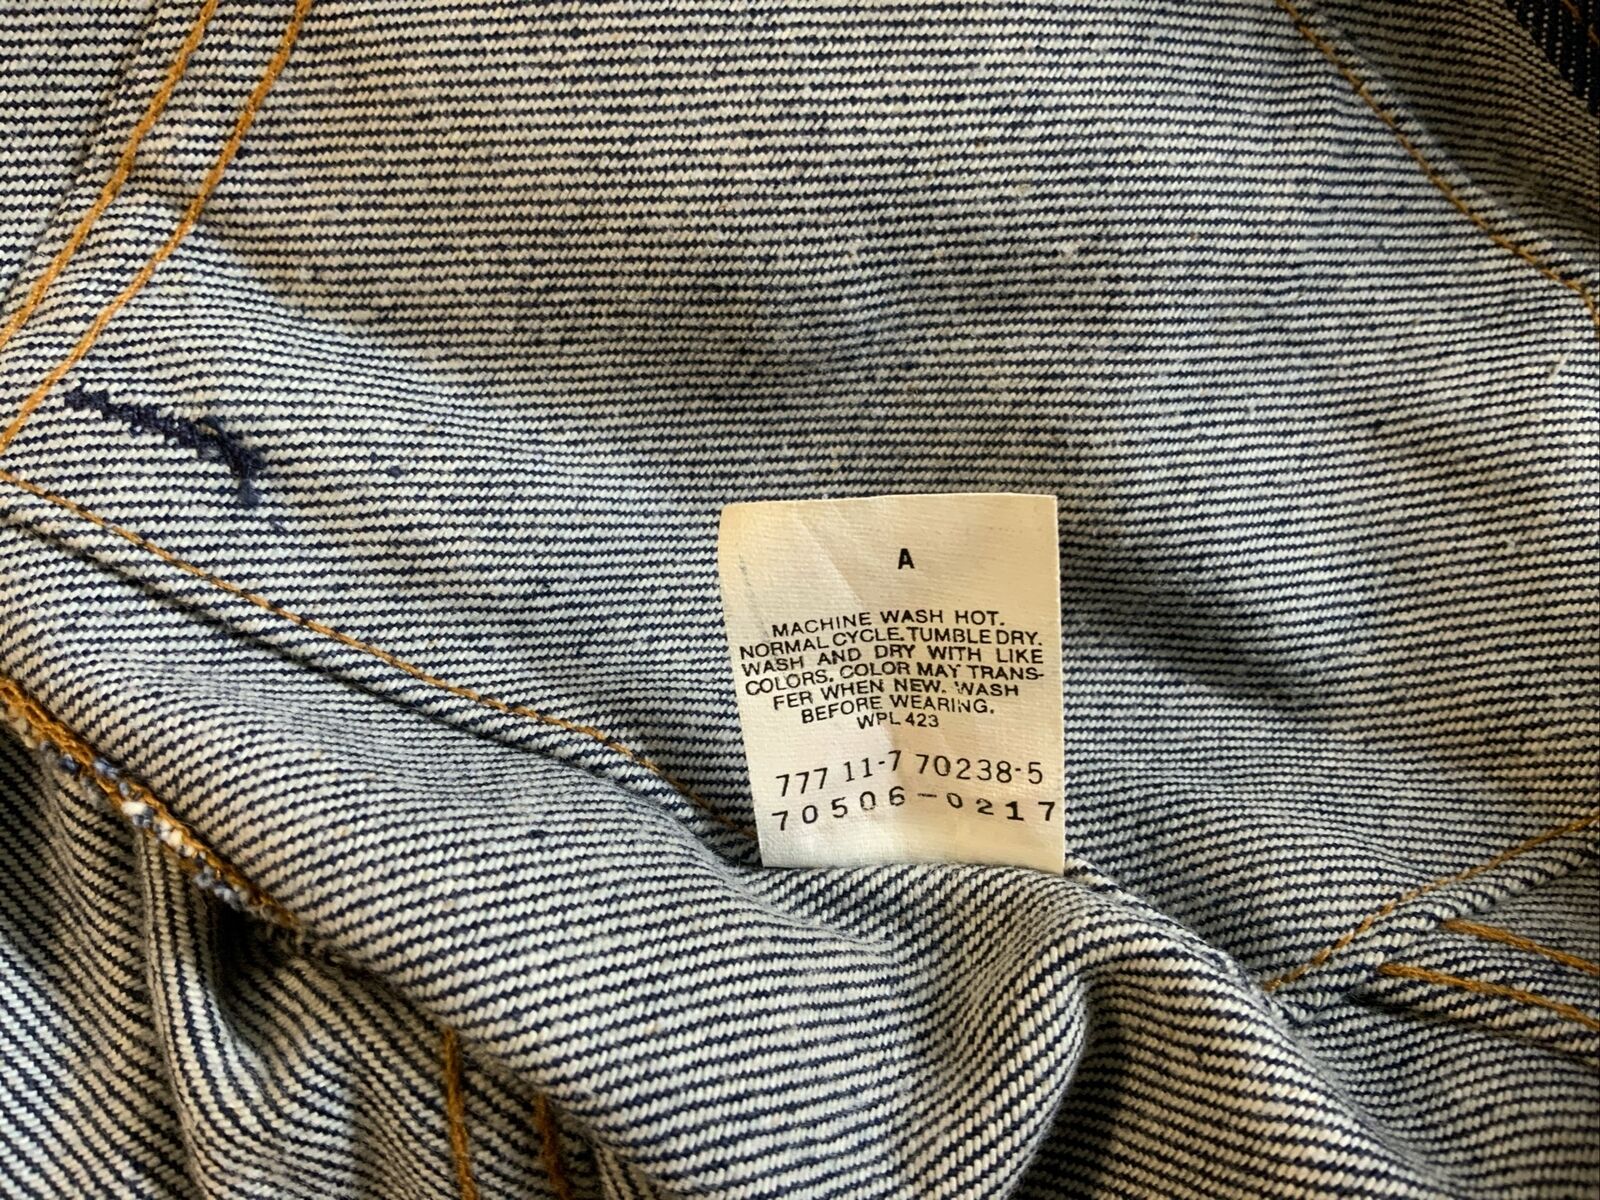 A
MACHINE WASH HOT.
NORMAL CYCLE. TUMBLE DRY.
WASH AND DRY WITH LIKE
COLORS. COLOR MAY TRANS-
FER WHEN NEW. WASH
BEFORE WEARING.
WPL 423
777 11-7 70238-5
70506-0217